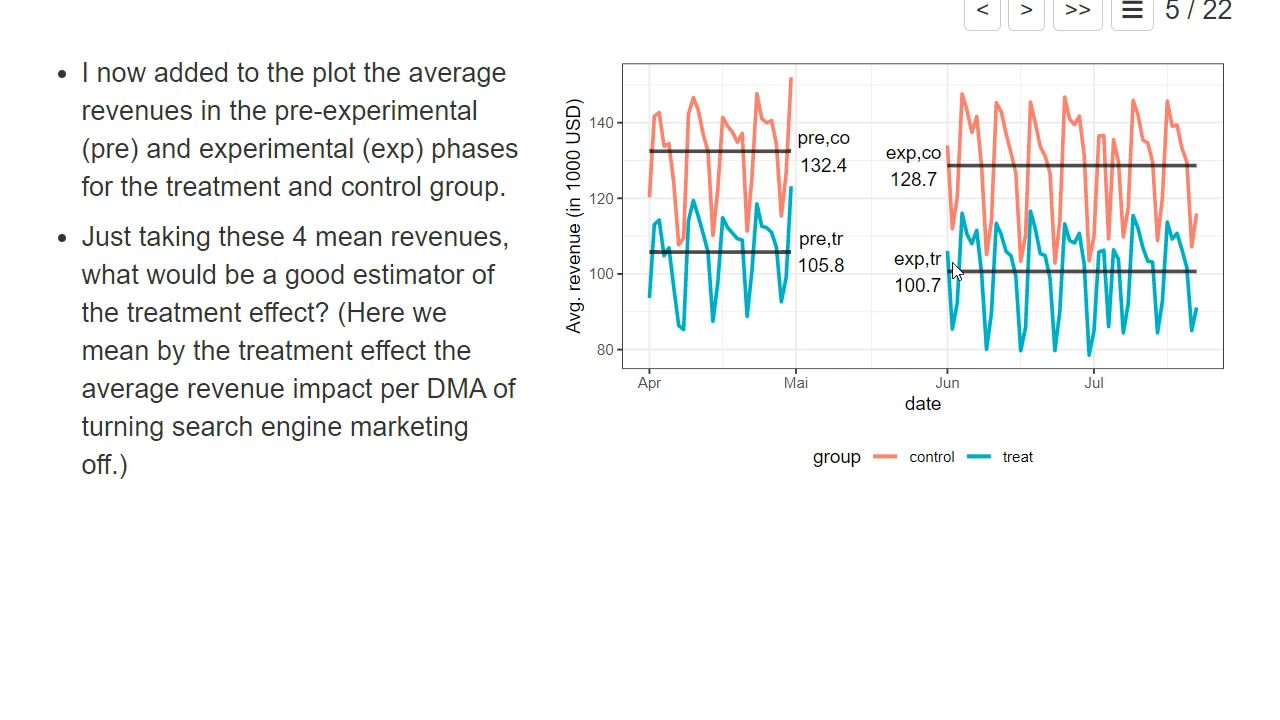 < > >> ☰ 5 / 22
• I now added to the plot the average
revenues in the pre-experimental
(pre) and experimental (exp) phases
for the treatment and control group.
• Just taking these 4 mean revenues,
what would be a good estimator of
the treatment effect? (Here we
mean by the treatment effect the
average revenue impact per DMA of
turning search engine marketing
off.)
Avg. revenue (in 1000 USD)
140
120
100
80
pre,co
132.4
exp,co
128.7
pre,tr
105.8
exp,tr
100.7
Apr Mai Jun Jul
date
group control treat